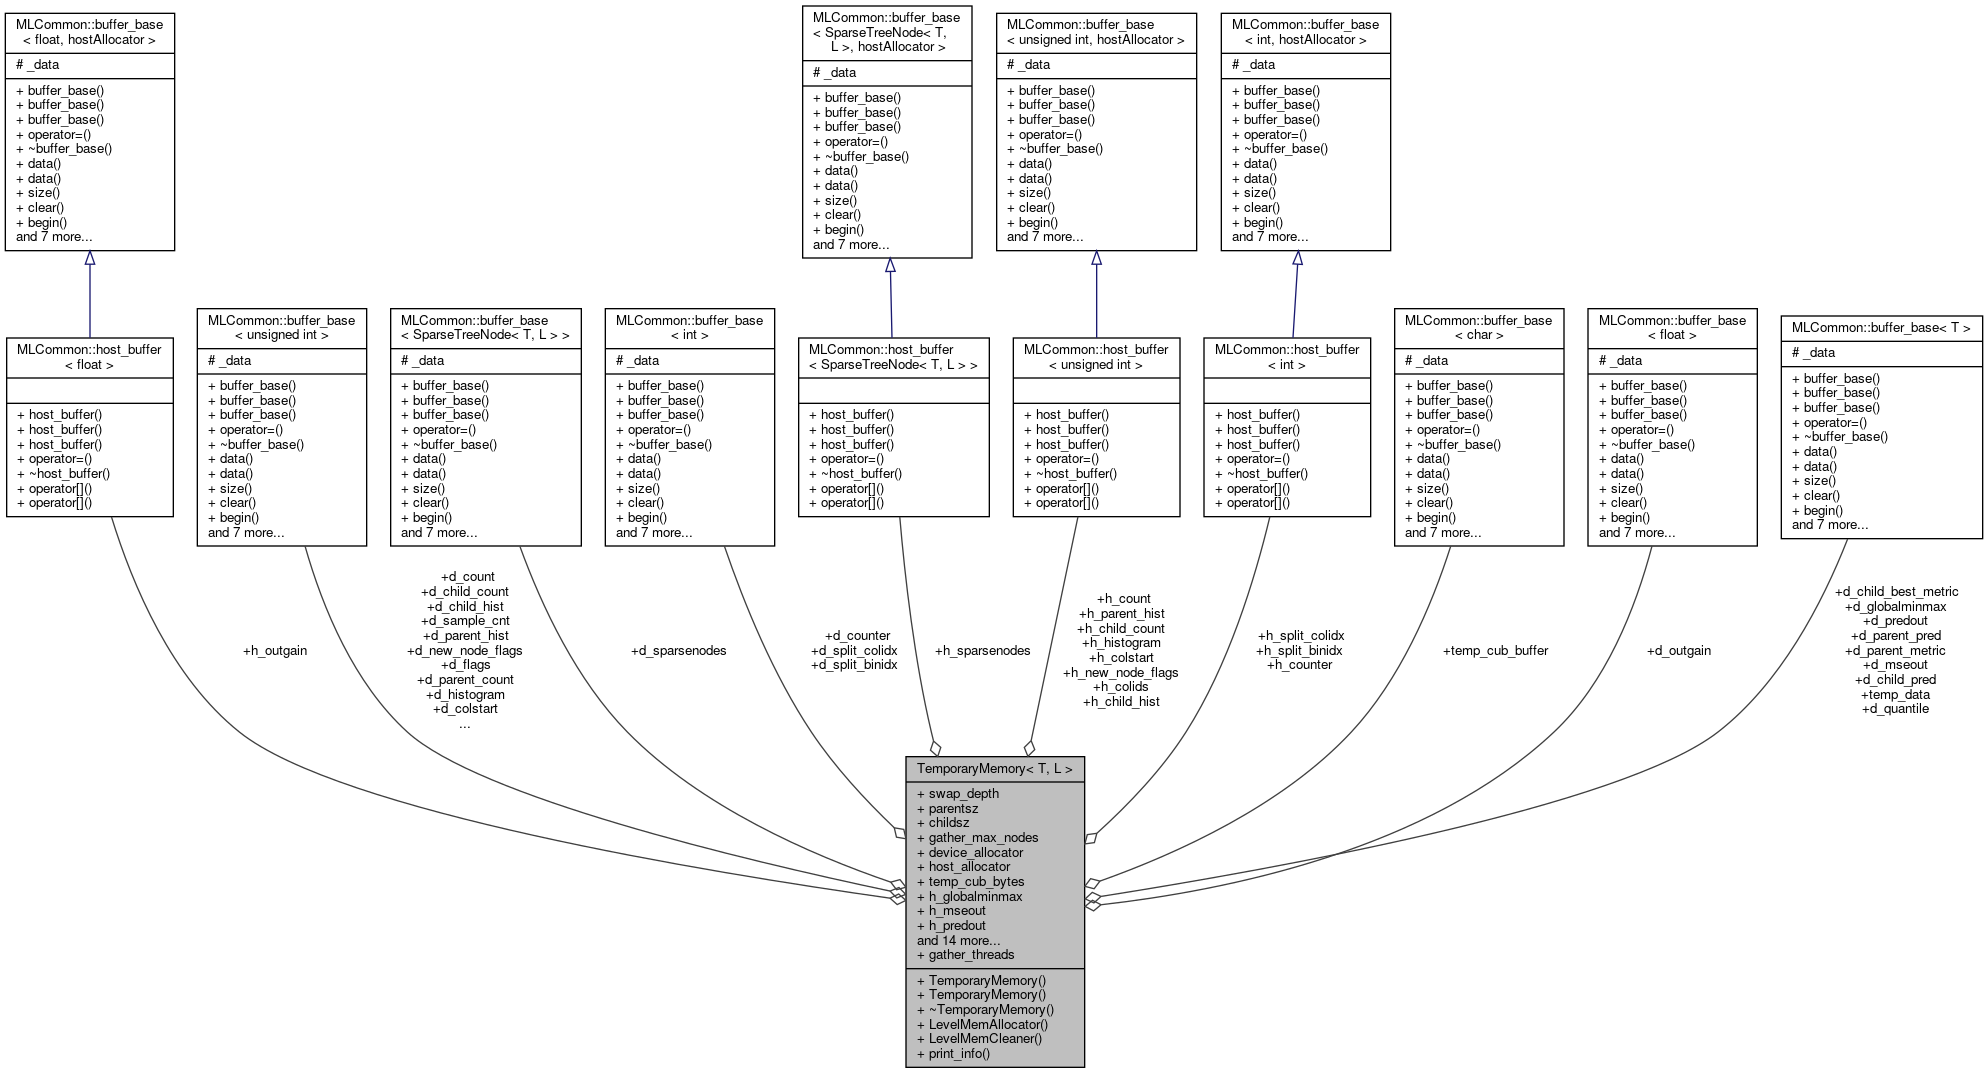 MLCommon::buffer_base
< float, hostAllocator >
# _data
+ buffer_base()
+ buffer_base()
+ buffer_base()
+ operator=()
+ ~buffer_base()
+ data()
+ data()
+ size()
+ clear()
+ begin()
and 7 more...
MLCommon::buffer_base
< SparseTreeNode< T,
L >, hostAllocator >
# _data
+ buffer_base()
+ buffer_base()
+ buffer_base()
+ operator=()
+ ~buffer_base()
+ data()
+ data()
+ size()
+ clear()
+ begin()
and 7 more...
MLCommon::buffer_base
< unsigned int, hostAllocator >
# _data
+ buffer_base()
+ buffer_base()
+ buffer_base()
+ operator=()
+ ~buffer_base()
+ data()
+ data()
+ size()
+ clear()
+ begin()
and 7 more...
MLCommon::buffer_base
< int, hostAllocator >
# _data
+ buffer_base()
+ buffer_base()
+ buffer_base()
+ operator=()
+ ~buffer_base()
+ data()
+ data()
+ size()
+ clear()
+ begin()
and 7 more...
MLCommon::host_buffer
< float >
+ host_buffer()
+ host_buffer()
+ host_buffer()
+ operator=()
+ ~host_buffer()
+ operator[]()
+ operator[]()
MLCommon::buffer_base
< unsigned int >
# _data
+ buffer_base()
+ buffer_base()
+ buffer_base()
+ operator=()
+ ~buffer_base()
+ data()
+ data()
+ size()
+ clear()
+ begin()
and 7 more...
MLCommon::buffer_base
< SparseTreeNode< T, L > >
# _data
+ buffer_base()
+ buffer_base()
+ buffer_base()
+ operator=()
+ ~buffer_base()
+ data()
+ data()
+ size()
+ clear()
+ begin()
and 7 more...
MLCommon::buffer_base
< int >
# _data
+ buffer_base()
+ buffer_base()
+ buffer_base()
+ operator=()
+ ~buffer_base()
+ data()
+ data()
+ size()
+ clear()
+ begin()
and 7 more...
MLCommon::host_buffer
< SparseTreeNode< T, L > >
+ host_buffer()
+ host_buffer()
+ host_buffer()
+ operator=()
+ ~host_buffer()
+ operator[]()
+ operator[]()
MLCommon::host_buffer
< unsigned int >
+ host_buffer()
+ host_buffer()
+ host_buffer()
+ operator=()
+ ~host_buffer()
+ operator[]()
+ operator[]()
MLCommon::host_buffer
< int >
+ host_buffer()
+ host_buffer()
+ host_buffer()
+ operator=()
+ ~host_buffer()
+ operator[]()
+ operator[]()
MLCommon::buffer_base
< char >
# _data
+ buffer_base()
+ buffer_base()
+ buffer_base()
+ operator=()
+ ~buffer_base()
+ data()
+ data()
+ size()
+ clear()
+ begin()
and 7 more...
MLCommon::buffer_base
< float >
# _data
+ buffer_base()
+ buffer_base()
+ buffer_base()
+ operator=()
+ ~buffer_base()
+ data()
+ data()
+ size()
+ clear()
+ begin()
and 7 more...
MLCommon::buffer_base< T >
# _data
+ buffer_base()
+ buffer_base()
+ buffer_base()
+ operator=()
+ ~buffer_base()
+ data()
+ data()
+ size()
+ clear()
+ begin()
and 7 more...
+h_outgain
+d_count
+d_child_count
+d_child_hist
+d_sample_cnt
+d_parent_hist
+d_new_node_flags
+d_flags
+d_parent_count
+d_histogram
+d_colstart
...
+d_sparsenodes
+d_counter
+d_split_colidx
+d_split_binidx
+h_sparsenodes
+h_count
+h_parent_hist
+h_child_count
+h_histogram
+h_colstart
+h_new_node_flags
+h_colids
+h_child_hist
+h_split_colidx
+h_split_binidx
+h_counter
+temp_cub_buffer
+d_outgain
+d_child_best_metric
+d_globalminmax
+d_predout
+d_parent_pred
+d_parent_metric
+d_mseout
+d_child_pred
+temp_data
+d_quantile
TemporaryMemory< T, L >
+ swap_depth
+ parentsz
+ childsz
+ gather_max_nodes
+ device_allocator
+ host_allocator
+ temp_cub_bytes
+ h_globalminmax
+ h_mseout
+ h_predout
and 14 more...
+ gather_threads
+ TemporaryMemory()
+ TemporaryMemory()
+ ~TemporaryMemory()
+ LevelMemAllocator()
+ LevelMemCleaner()
+ print_info()